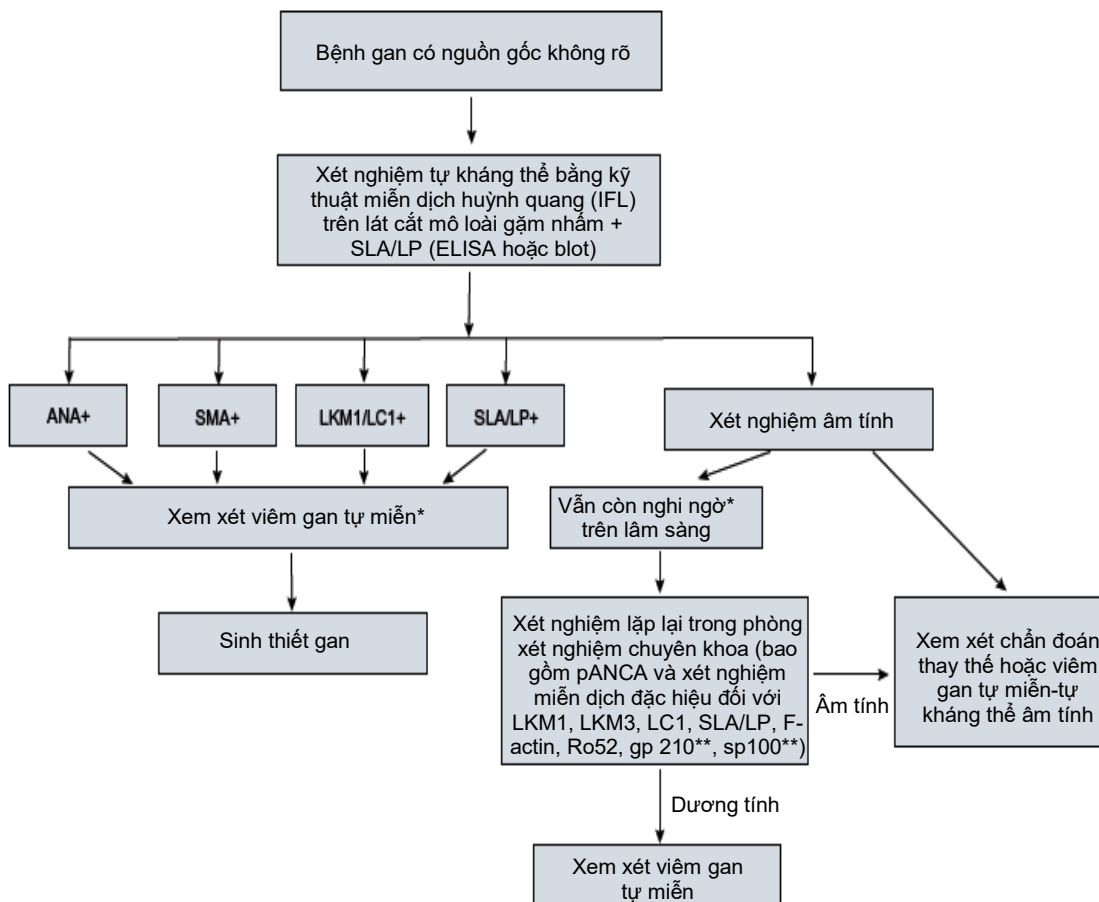 Bệnh gan có nguồn gốc không rõ
Xét nghiệm tự kháng thể bằng kỹ
thuật miễn dịch huỳnh quang (IFL)
trên lát cắt mô loài gặm nhấm +
SLA/LP (ELISA hoặc blot)
ANA+
SMA+
LKM1/LC1+
SLA/LP+
Xét nghiệm âm tính
Xem xét viêm gan tự miễn*
Vẫn còn nghi ngờ*
trên lâm sàng
Sinh thiết gan
Xét nghiệm lặp lại trong phòng
xét nghiệm chuyên khoa (bao
gồm pANCA và xét nghiệm
miễn dịch đặc hiệu đối với
LKM1, LKM3, LC1, SLA/LP, F-
actin, Ro52, gp 210**, sp100**)
Âm tính
Xem xét chẩn đoán
thay thế hoặc viêm
gan tự miễn-tự
kháng thể âm tính
Dương tính
Xem xét viêm gan
tự miễn